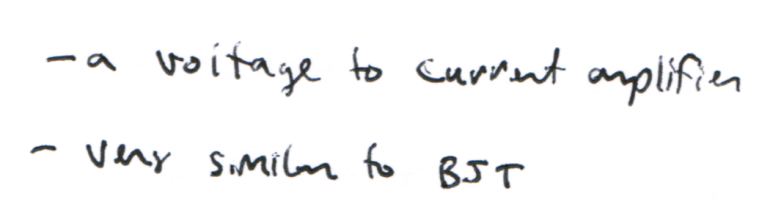 - a voltage to current amplifier
- very similar to BJT